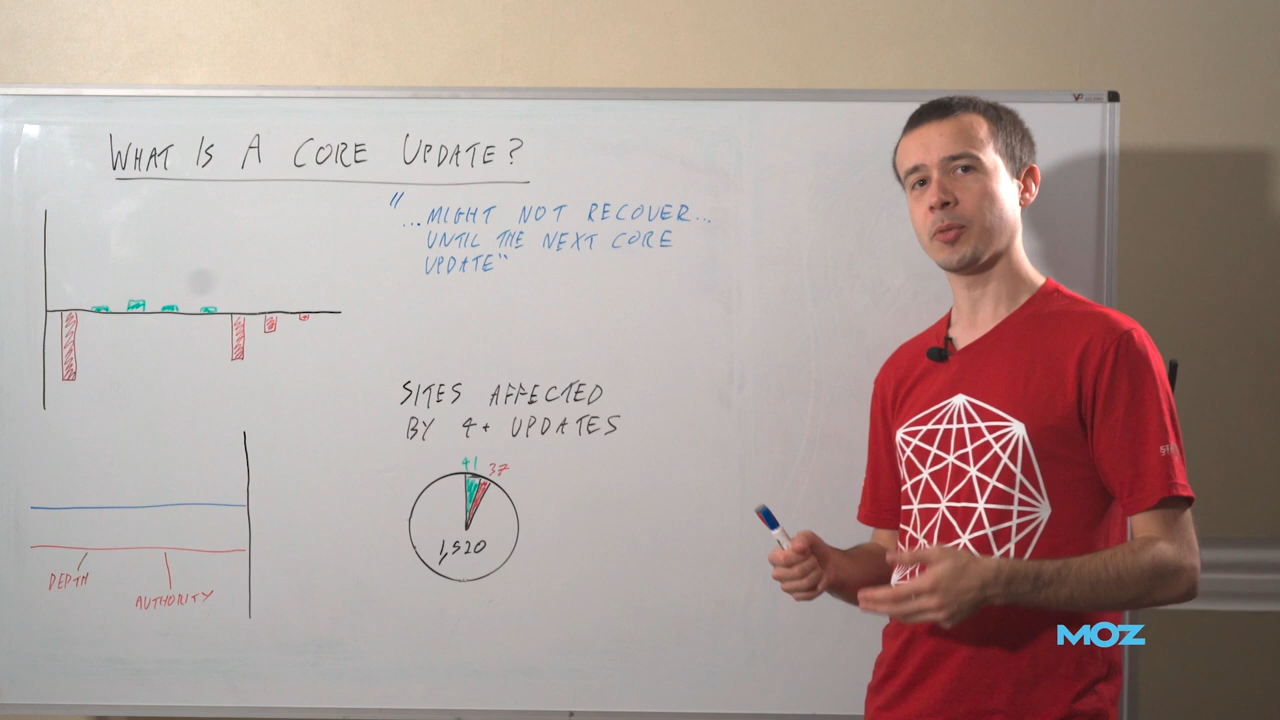 WHAT IS A CORE UPDATE?
"...MIGHT NOT RECOVER...
UNTIL THE NEXT CORE
UPDATE"
SITES AFFECTED
BY 4+ UPDATES
41
37
1,520
DEPTH
AUTHORITY
MOZ